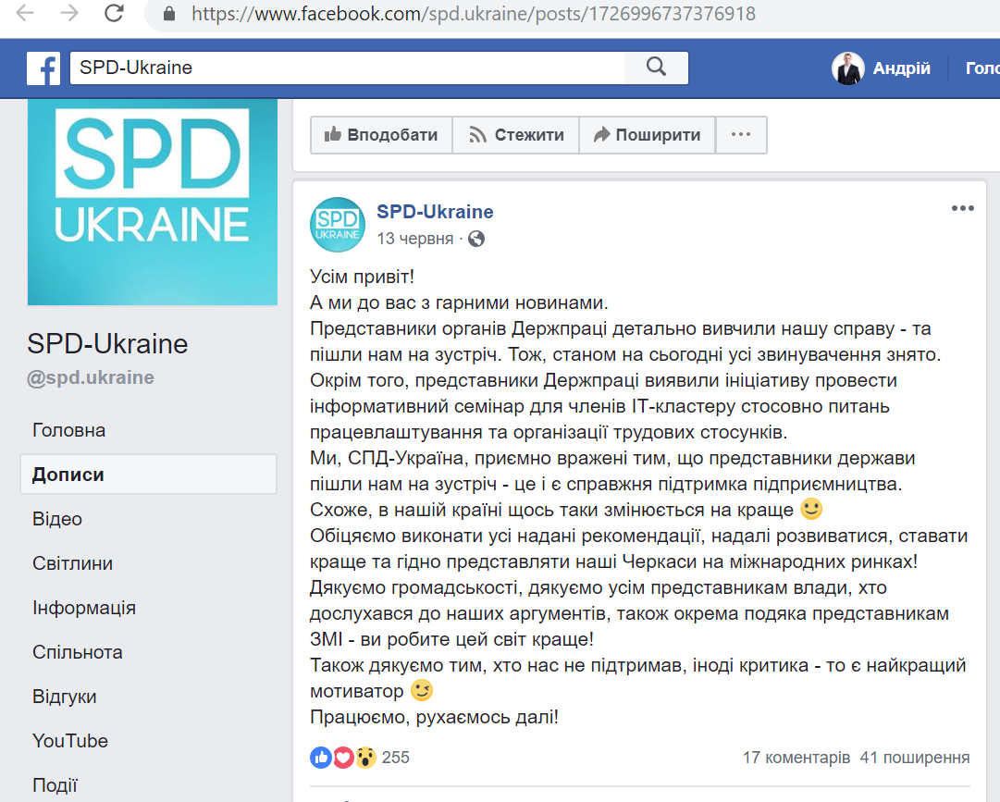 https://www.facebook.com/spd.ukraine/posts/1726996737376918
SPD-Ukraine
Андрій
Голо
SPD
UKRAINE
SPD-Ukraine
@spd.ukraine
Головна
Дописи
Відео
Світлини
Інформація
Спільнота
Відгуки
YouTube
Події
Вподобати
Стежити
Поширити
SPD
UKRAINE
SPD-Ukraine
13 червня ·
Усім привіт!
А ми до вас з гарними новинами.
Представники органів Держпраці детально вивчили нашу справу - та
пішли нам на зустріч. Тож, станом на сьогодні усі звинувачення знято.
Окрім того, представники Держпраці виявили ініціативу провести
інформативний семінар для членів ІТ-кластеру стосовно питань
працевлаштування та організації трудових стосунків.
Ми, СПД-Україна, приємно вражені тим, що представники держави
пішли нам на зустріч - це і є справжня підтримка підприємництва.
Схоже, в нашій країні щось таки змінюється на краще 🙂
Обіцяємо виконати усі надані рекомендації, надалі розвиватися, ставати
краще та гідно представляти наші Черкаси на міжнародних ринках!
Дякуємо громадськості, дякуємо усім представникам влади, хто
дослухався до наших аргументів, також окрема подяка представникам
ЗМІ - ви робите цей світ краще!
Також дякуємо тим, хто нас не підтримав, іноді критика - то є найкращий
мотиватор 😉
Працюємо, рухаємось далі!
255
17 коментарів 41 поширення